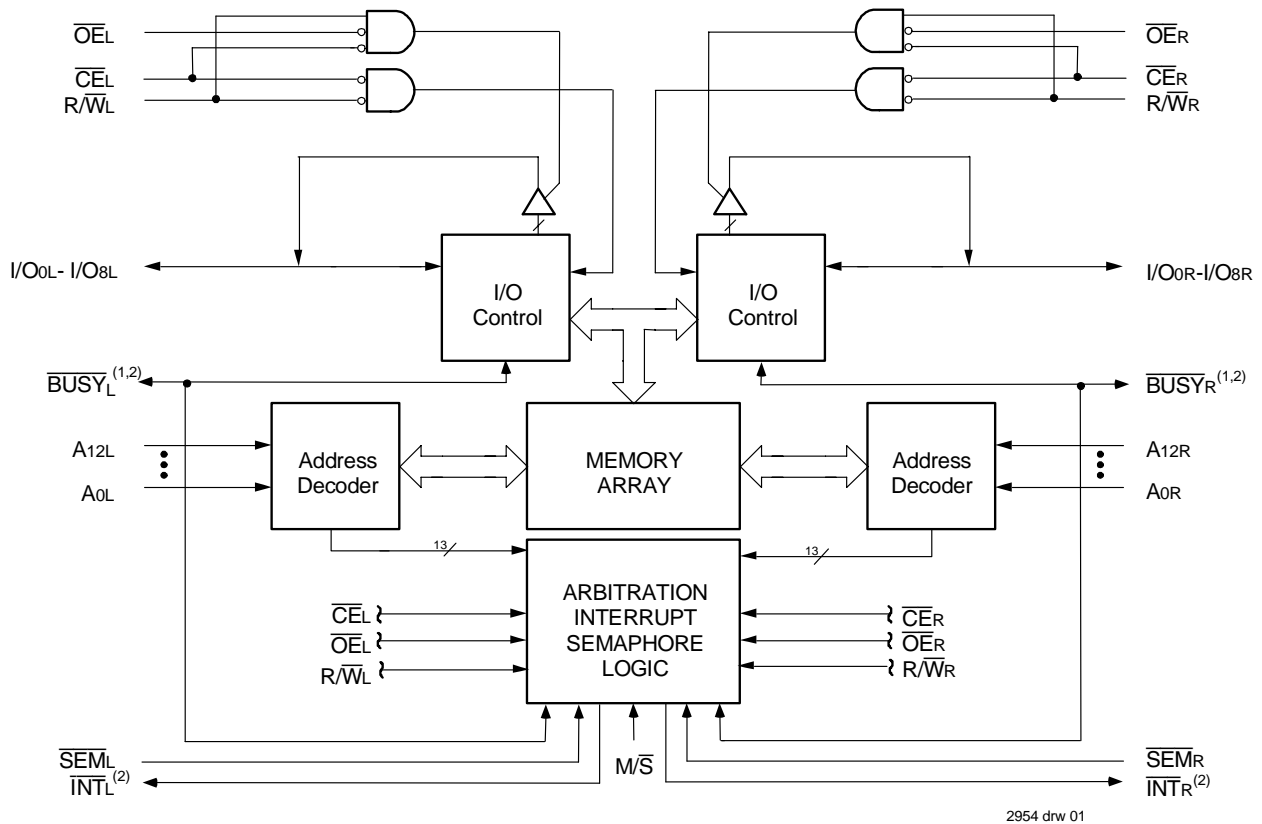 OEL
OER
CEL
CER
R/WL
R/WR
I/O0L- I/O8L
I/O Control
I/O Control
I/O0R-I/O8R
BUSYL(1,2)
BUSYR(1,2)
A12L
A0L
Address Decoder
MEMORY ARRAY
Address Decoder
A12R
A0R
13
13
ARBITRATION
INTERRUPT
SEMAPHORE
LOGIC
CEL
OEL
R/WL
CER
OER
R/WR
SEML
INTL(2)
M/S
SEMR
INTR(2)
2954 drw 01